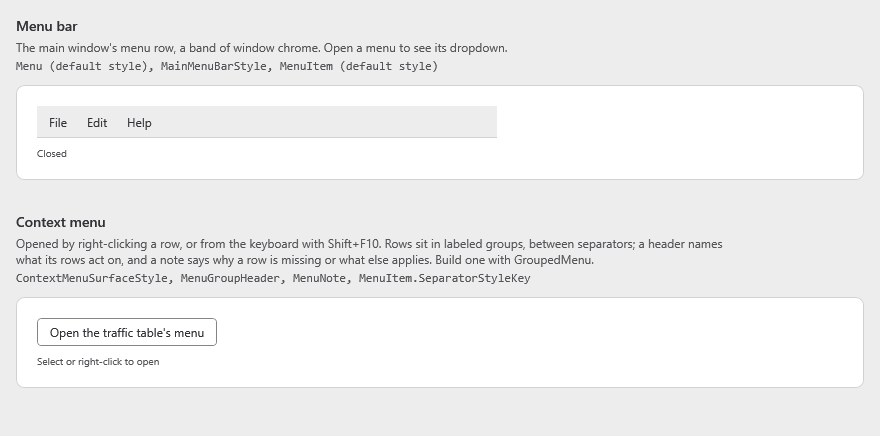 Menu bar
The main window's menu row, a band of window chrome. Open a menu to see its dropdown.
Menu (default style), MainMenuBarStyle, MenuItem (default style)
File Edit Help
Closed
Context menu
Opened by right-clicking a row, or from the keyboard with Shift+F10. Rows sit in labeled groups, between separators; a header names
what its rows act on, and a note says why a row is missing or what else applies. Build one with GroupedMenu.
ContextMenuSurfaceStyle, MenuGroupHeader, MenuNote, MenuItem.SeparatorStyleKey
Open the traffic table's menu
Select or right-click to open